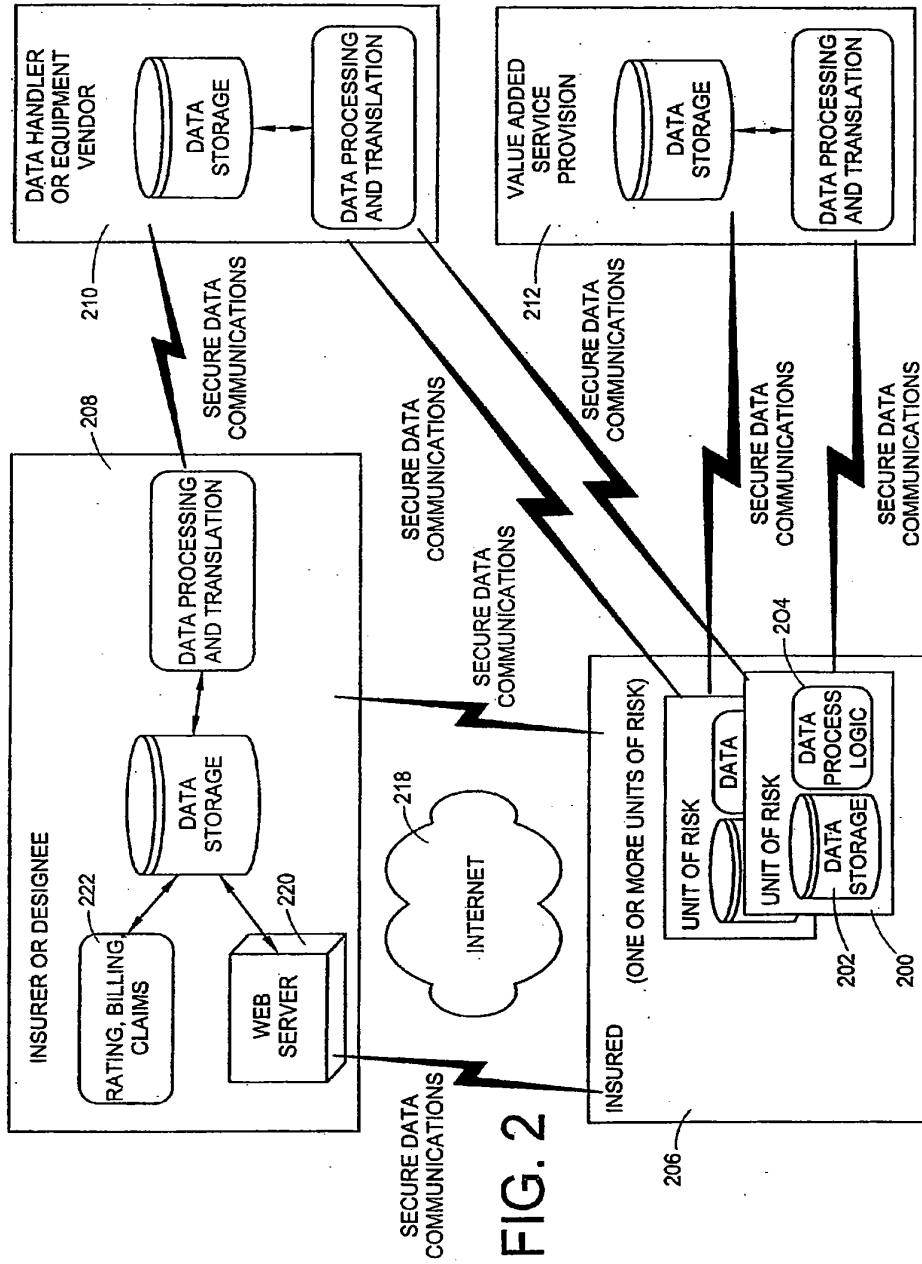 INSURER OR DESIGNEE
208
222
RATING, BILLING,
CLAIMS
220
WEB
SERVER
DATA
STORAGE
DATA PROCESSING
AND TRANSLATION
SECURE DATA
COMMUNICATIONS
DATA HANDLER
OR EQUIPMENT
VENDOR
210
DATA
STORAGE
DATA PROCESSING
AND TRANSLATION
SECURE DATA
COMMUNICATIONS
218
INTERNET
SECURE DATA
COMMUNICATIONS
SECURE DATA
COMMUNICATIONS
SECURE DATA
COMMUNICATIONS
FIG. 2
INSURED
(ONE OR MORE UNITS OF RISK)
206
UNIT OF RISK
DATA
UNIT OF RISK
204
DATA
STORAGE
DATA
PROCESS
LOGIC
202
200
SECURE DATA
COMMUNICATIONS
SECURE DATA
COMMUNICATIONS
VALUE ADDED
SERVICE
PROVISION
212
DATA
STORAGE
DATA PROCESSING
AND TRANSLATION